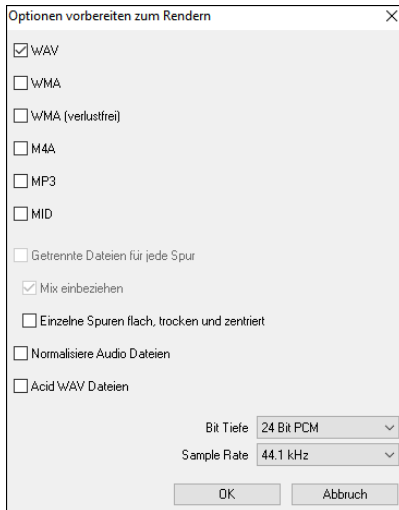 Optionen vorbereiten zum Rendern
WAV
WMA
WMA (verlustfrei)
M4A
MP3
MID
Getrennte Dateien für jede Spur
Mix einbeziehen
Einzelne Spuren flach, trocken und zentriert
Normalisiere Audio Dateien
Acid WAV Dateien
Bit Tiefe 24 Bit PCM
Sample Rate 44.1 kHz
OK Abbruch